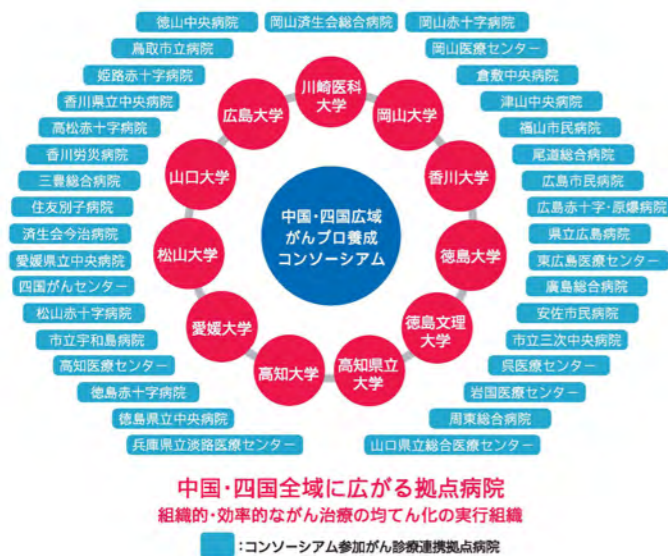 徳山中央病院
岡山済生会総合病院
岡山赤十字病院
鳥取市立病院
岡山医療センター
姫路赤十字病院
倉敷中央病院
香川県立中央病院
津山中央病院
高松赤十字病院
福山市民病院
香川労災病院
尾道総合病院
三豊総合病院
広島市民病院
住友別子病院
広島赤十字・原爆病院
済生会今治病院
県立広島病院
愛媛県立中央病院
東広島医療センター
四国がんセンター
廣島総合病院
松山赤十字病院
安佐市民病院
市立宇和島病院
市立三次中央病院
高知医療センター
呉医療センター
徳島赤十字病院
岩国医療センター
徳島県立中央病院
周東総合病院
兵庫県立淡路医療センター
山口県立総合医療センター
川崎医科
大学
岡山大学
香川大学
徳島大学
徳島文理
大学
高知県立
大学
高知大学
愛媛大学
松山大学
山口大学
広島大学
中国・四国広域
がんプロ養成
コンソーシアム
中国・四国全域に広がる拠点病院
組織的・効率的ながん治療の均てん化の実行組織
：コンソーシアム参加がん診療連携拠点病院